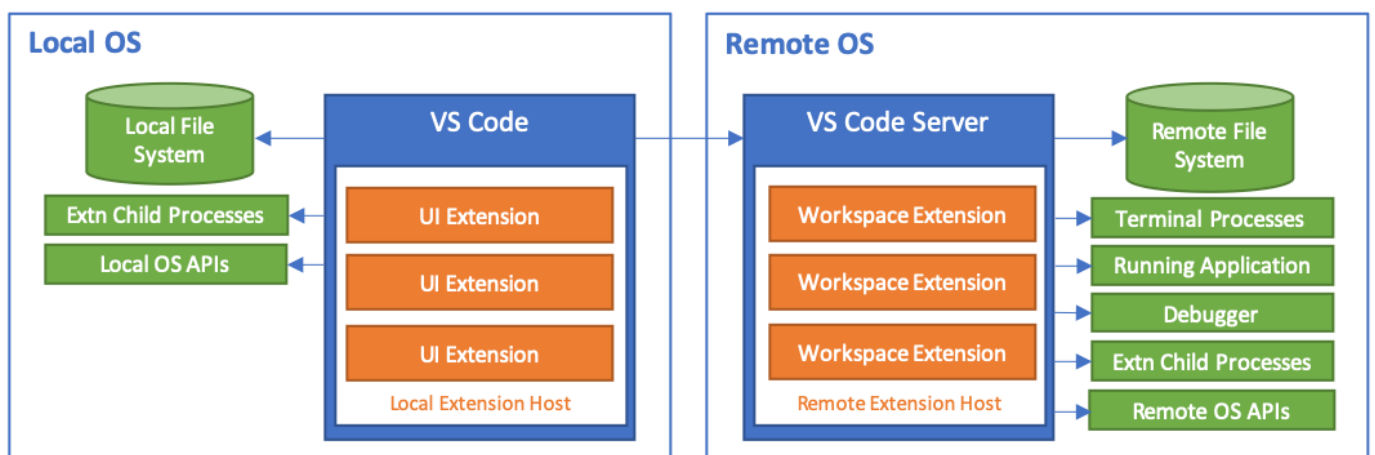 Local OS
Local File
System
Extn Child Processes
Local OS APIs
VS Code
UI Extension
UI Extension
UI Extension
Local Extension Host
Remote OS
VS Code Server
Workspace Extension
Workspace Extension
Workspace Extension
Remote Extension Host
Remote File
System
Terminal Processes
Running Application
Debugger
Extn Child Processes
Remote OS APIs